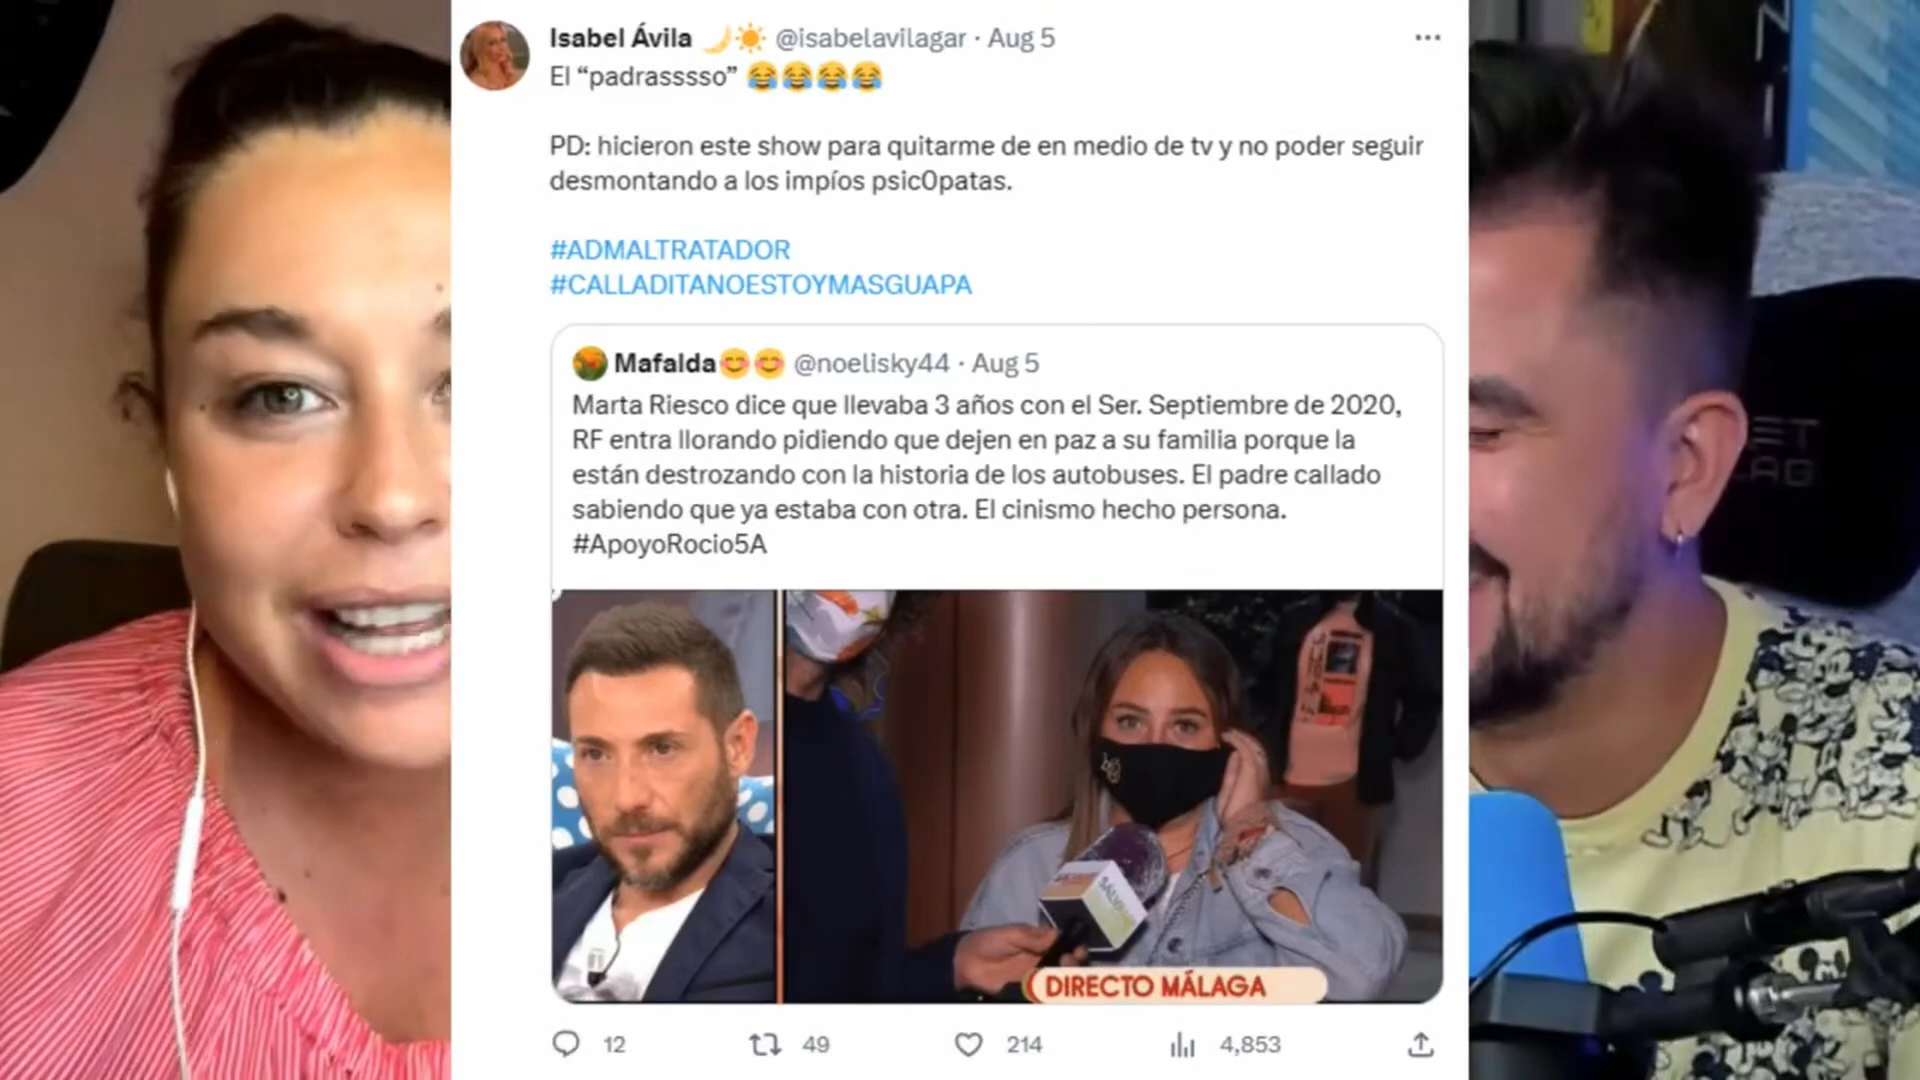 Isabel Ávila 🌙☀️ @isabelavilagar · Aug 5
El “padrasssso” 😂😂😂😂
PD: hicieron este show para quitarme de en medio de tv y no poder seguir
desmontando a los impíos psic0patas.
#ADMALTRATADOR
#CALLADITANOESTOYMASGUAPA
Mafalda😊😊 @noelisky44 · Aug 5
Marta Riesco dice que llevaba 3 años con el Ser. Septiembre de 2020,
RF entra llorando pidiendo que dejen en paz a su familia porque la
están destrozando con la historia de los autobuses. El padre callado
sabiendo que ya estaba con otra. El cinismo hecho persona.
#ApoyoRocio5A
DIRECTO MÁLAGA
12 49 214 4,853